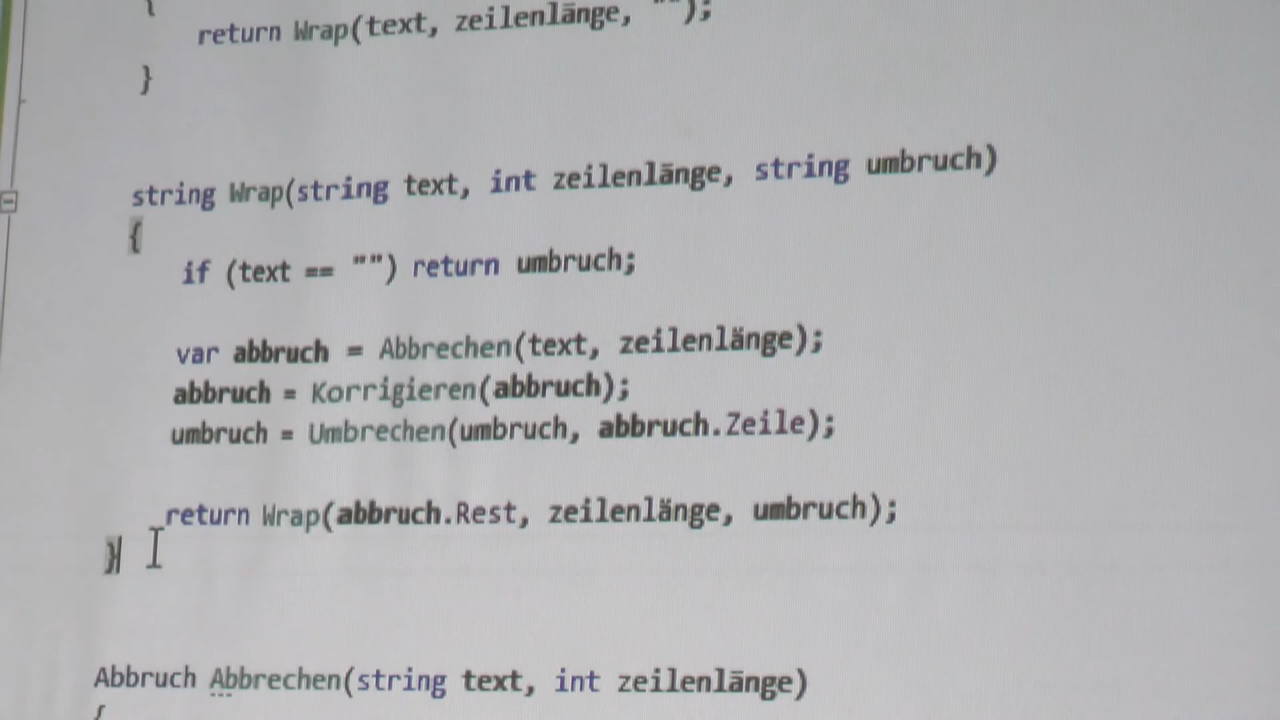 {
return Wrap(text, zeilenlänge, "");
}
string Wrap(string text, int zeilenlänge, string umbruch)
{
if (text == "") return umbruch;
var abbruch = Abbrechen(text, zeilenlänge);
abbruch = Korrigieren(abbruch);
umbruch = Umbrechen(umbruch, abbruch.Zeile);
return Wrap(abbruch.Rest, zeilenlänge, umbruch);
}
Abbruch Abbrechen(string text, int zeilenlänge)
{